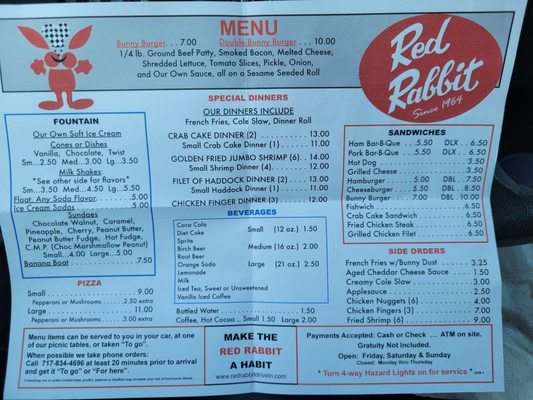 MENU
Bunny Burger. . . 7.00 Double Bunny Burger . . . 10.00
1/4 lb. Ground Beef Patty, Smoked Bacon, Melted Cheese,
Shredded Lettuce, Tomato Slices, Pickle, Onion,
and Our Own Sauce, all on a Sesame Seeded Roll
Red
Rabbit
Since 1964
FOUNTAIN
Our Own Soft Ice Cream
Cones or Dishes
Vanilla, Chocolate, Twist
Sm...2.50 Med...3.00 Lg...3.50
Milk Shakes:
*See other side for flavors*
Sm...3.50 Med...4.50 Lg...5.50
Float, Any Soda Flavor..........5.00
Ice Cream Sodas..................5.00
Sundaes
Chocolate Walnut, Caramel,
Pineapple, Cherry, Peanut Butter,
Peanut Butter Fudge, Hot Fudge,
C.M.P. (Choc Marshmallow Peanut)
Small...4.00 Large...5.00
Banana Boat ..................7.50
PIZZA
Small ........................9.00
Pepperoni or Mushrooms.......2.50 extra
Large ........................11.00
Pepperoni or Mushrooms ......3.00 extra
SPECIAL DINNERS
OUR DINNERS INCLUDE
French Fries, Cole Slaw, Dinner Roll
CRAB CAKE DINNER (2) ............. 13.00
Small Crab Cake Dinner (1) ......... 11.00
GOLDEN FRIED JUMBO SHRIMP (6) . 14.00
Small Shrimp Dinner (4) ............ 12.00
FILET OF HADDOCK DINNER (2) ...... 13.00
Small Haddock Dinner (1) ........... 11.00
CHICKEN FINGER DINNER (3) ........ 12.00
BEVERAGES
Coca Cola
Diet Coke
Sprite
Birch Beer
Root Beer
Orange Soda
Lemonade
Milk
Iced Tea, Sweet or Unsweetened
Vanilla Iced Coffee
Small (12 oz.) 1.50
Medium (16 oz.) 2.00
Large (21 oz.) 2.50
Bottled Water ........................ 1.50
Coffee, Hot Cocoa .. Small 1.50 Large 2.00
SANDWICHES
Ham Bar-B-Que ....5.50 DLX . . 6.50
Pork Bar-B-Que ...5.50 DLX . . 6.50
Hot Dog ........................ 3.50
Grilled Cheese .................. 3.50
Hamburger .......5.00 DBL . . 7.50
Cheeseburger .....5.50 DBL . . 8.50
Bunny Burger .....7.00 DBL 10.00
Fishwich ....................... 6.50
Crab Cake Sandwich ............ 6.50
Fried Chicken Steak ............. 6.50
Grilled Chicken Filet ............. 6.50
SIDE ORDERS
French Fries w/Bunny Dust ...... 3.25
Aged Cheddar Cheese Sauce .... 1.50
Creamy Cole Slaw ............. 3.00
Applesauce ................... 2.50
Chicken Nuggets (6) ........... 4.00
Chicken Fingers (3) ............ 7.00
Fried Shrimp (6) ............... 9.00
Menu items can be served to you in your car, at one
of our picnic tables, or taken "To go".
When possible we take phone orders:
Call 717-834-4696 at least 20 minutes prior to arrival
and get it "To go" or "For here".
Consuming raw or under-cooked meat, poultry, seafood or shellfish may increase your risk of food borne illness.
MAKE THE
RED RABBIT
A HABIT
www.redrabbitdrivein.com
Payments Accepted: Cash or Check ... ATM on site.
Gratuity Not Included.
Open: Friday, Saturday & Sunday
Closed: Monday thru Thursday
* Turn 4-way Hazard Lights on for service *